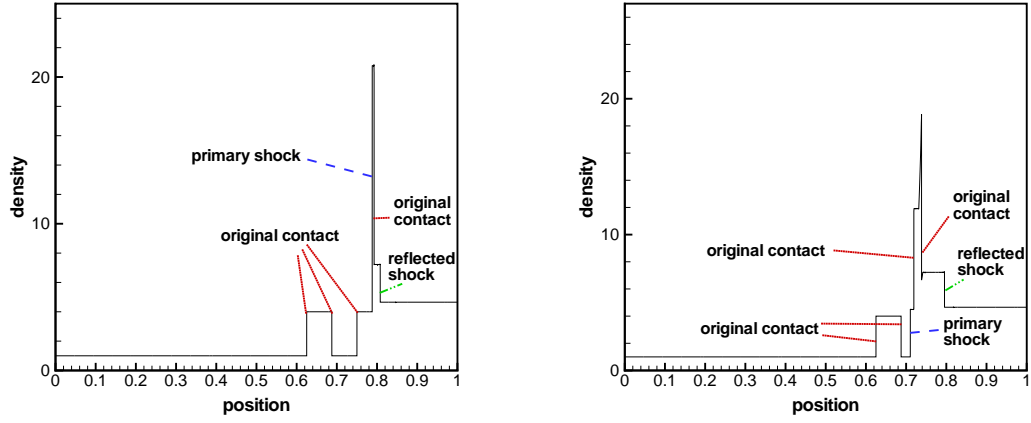 density
20
10
0
primary shock
original
contact
original contact
reflected
shock
0 0.1 0.2 0.3 0.4 0.5 0.6 0.7 0.8 0.9 1
position
density
20
10
0
original
contact
original contact
reflected
shock
original contact
primary
shock
0 0.1 0.2 0.3 0.4 0.5 0.6 0.7 0.8 0.9 1
position